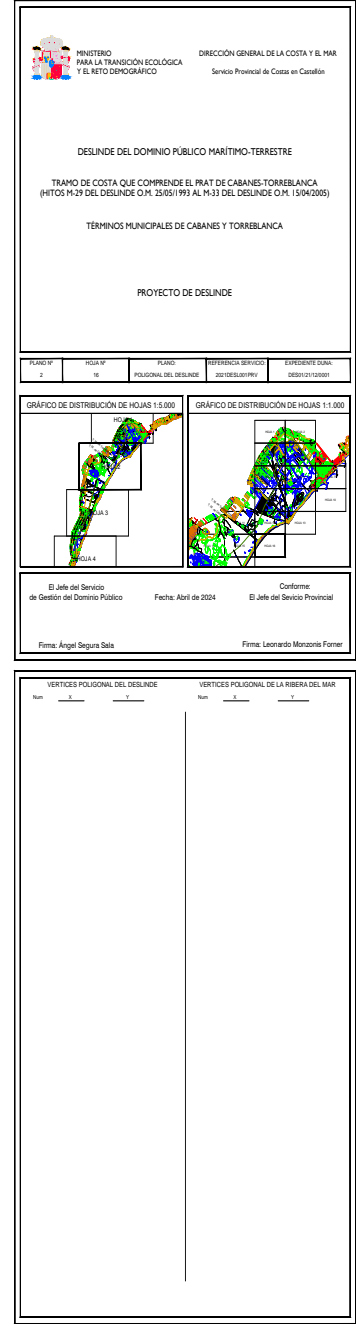 MINISTERIO
PARA LA TRANSICIÓN ECOLÓGICA
Y EL RETO DEMOGRÁFICO
DIRECCIÓN GENERAL DE LA COSTA Y EL MAR
Servicio Provincial de Costas en Castellón
DESLINDE DEL DOMINIO PÚBLICO MARÍTIMO-TERRESTRE
TRAMO DE COSTA QUE COMPRENDE EL PRAT DE CABANES-TORREBLANCA
(HITOS M-29 DEL DESLINDE O.M. 25/05/1993 AL M-33 DEL DESLINDE O.M. 15/04/2005)
TÉRMINOS MUNICIPALES DE CABANES Y TORREBLANCA
PROYECTO DE DESLINDE
PLANO Nº HOJA Nº PLANO: REFERENCIA SERVICIO: EXPEDIENTE DUNA:
2 16 POLIGONAL DEL DESLINDE 2021DESL001PRV DES01/21/12/0001
GRÁFICO DE DISTRIBUCIÓN DE HOJAS 1:5.000
GRÁFICO DE DISTRIBUCIÓN DE HOJAS 1:1.000
HOJA 3
HOJA 4
El Jefe del Servicio
de Gestión del Dominio Público
Fecha: Abril de 2024
Conforme:
El Jefe del Sevicio Provincial
Firma: Ángel Segura Sala
Firma: Leonardo Monzonis Forner
VERTICES POLIGONAL DEL DESLINDE
VERTICES POLIGONAL DE LA RIBERA DEL MAR
Num X Y
Num X Y